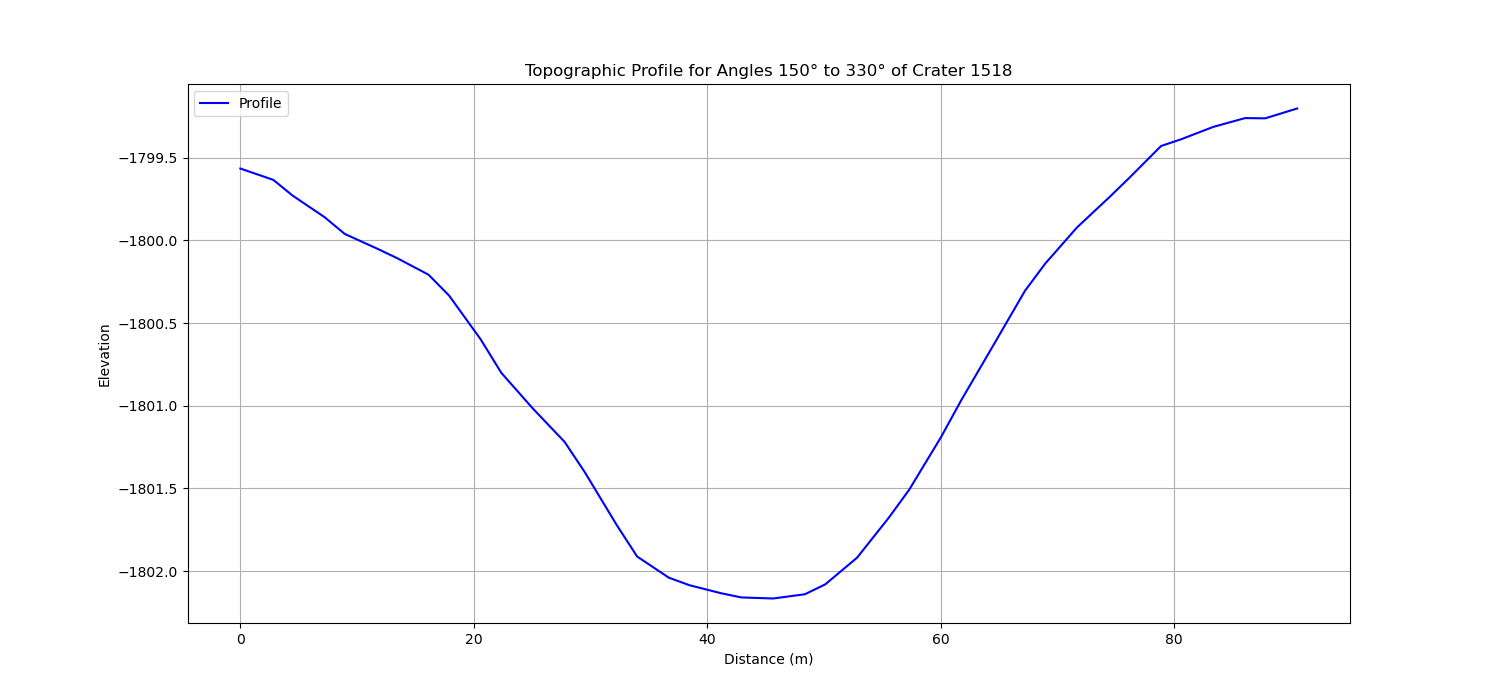 Topographic Profile for Angles 150° to 330° of Crater 1518
Profile
−1799.5
−1800.0
−1800.5
−1801.0
−1801.5
−1802.0
Elevation
0 20 40 60 80
Distance (m)